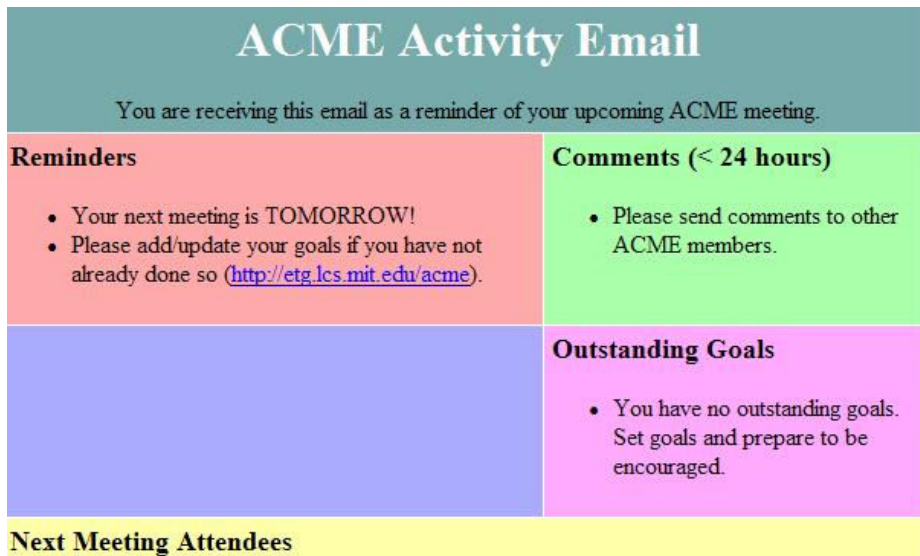 ACME Activity Email
You are receiving this email as a reminder of your upcoming ACME meeting.
Reminders
• Your next meeting is TOMORROW!
• Please add/update your goals if you have not
already done so (http://etg.lcs.mit.edu/acme).
Comments (< 24 hours)
• Please send comments to other
ACME members.
Outstanding Goals
• You have no outstanding goals.
Set goals and prepare to be
encouraged.
Next Meeting Attendees